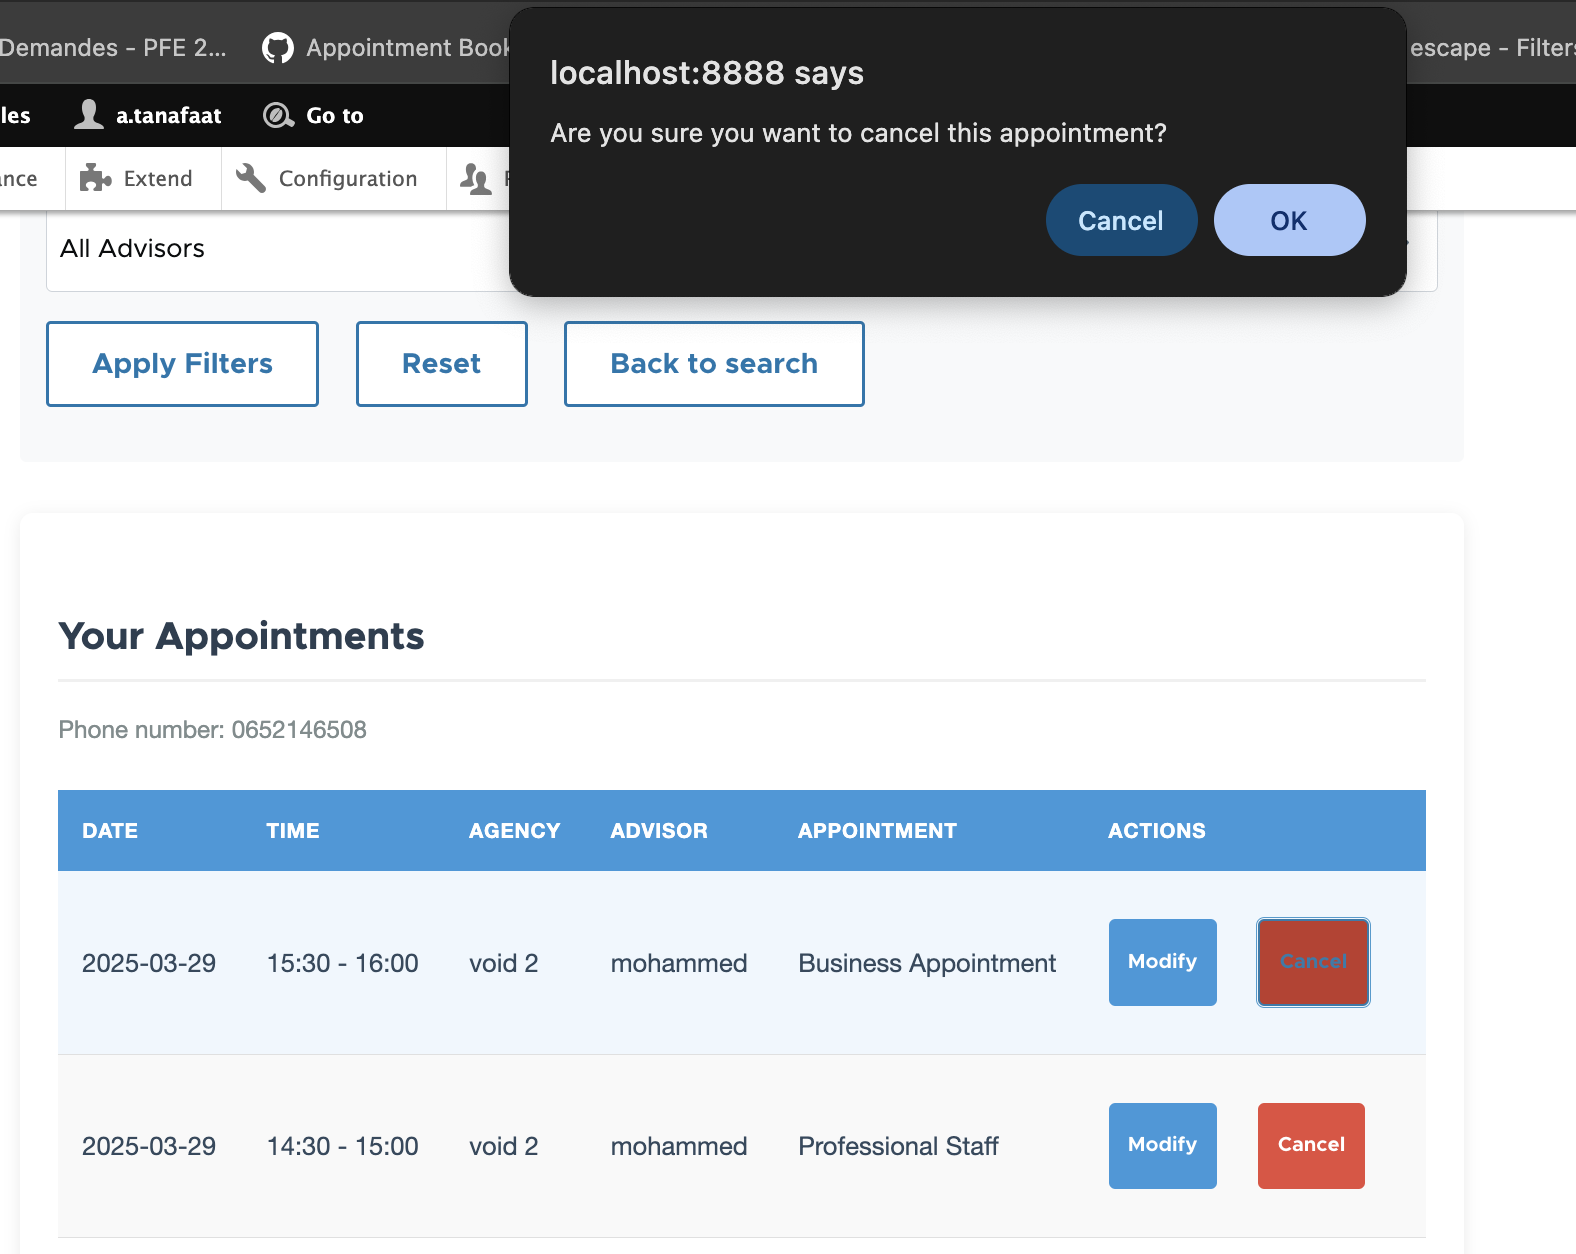 Demandes - PFE 2...
Appointment Book
escape - Filters
localhost:8888 says
Are you sure you want to cancel this appointment?
Cancel
OK
les
a.tanafaat
Go to
ance
Extend
Configuration
All Advisors
Apply Filters
Reset
Back to search
Your Appointments
Phone number: 0652146508
DATE TIME AGENCY ADVISOR APPOINTMENT ACTIONS
2025-03-29 15:30 - 16:00 void 2 mohammed Business Appointment Modify Cancel
2025-03-29 14:30 - 15:00 void 2 mohammed Professional Staff Modify Cancel